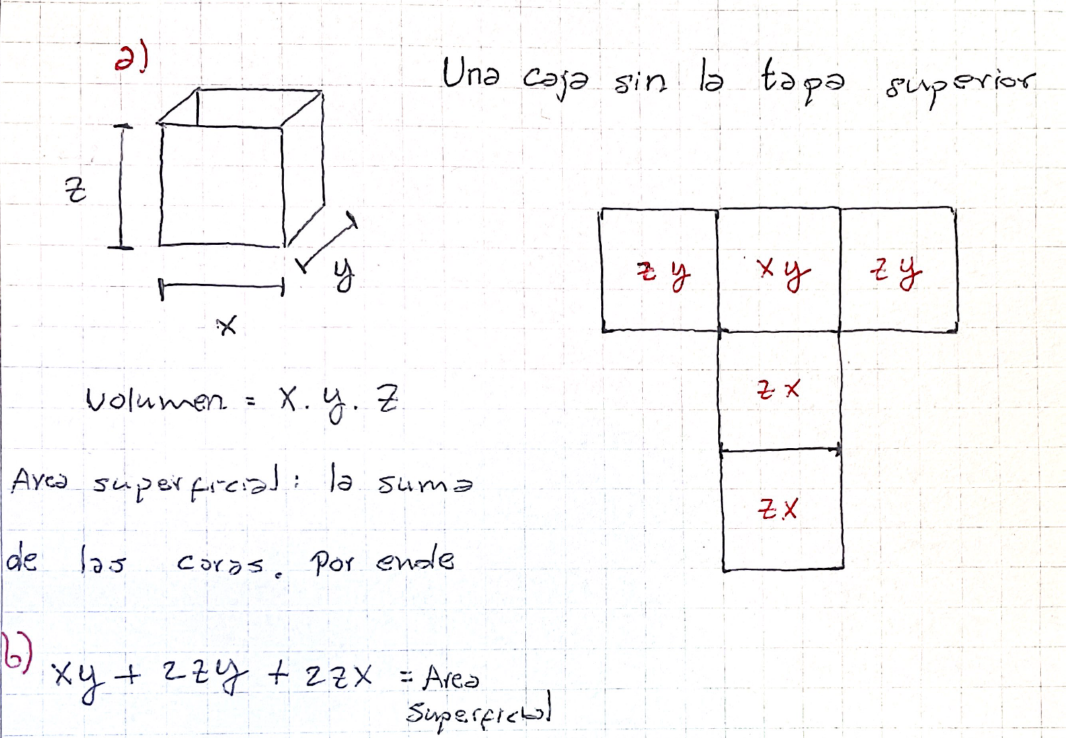 a)
Una caja sin la tapa superior
z
y
x
zy xy zy
zx
zx
volumen = x.y.z
Area superficial: la suma
de las caras. Por ende
b) xy + 2zy + 2zx = Area
superficial